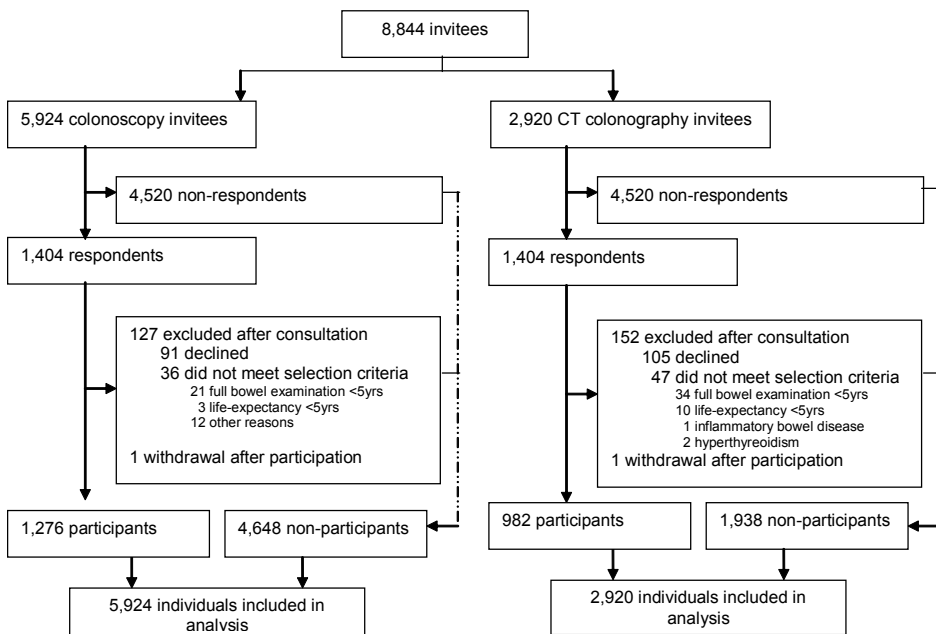 8,844 invitees
5,924 colonoscopy invitees
4,520 non-respondents
1,404 respondents
127 excluded after consultation
91 declined
36 did not meet selection criteria
21 full bowel examination <5yrs
3 life-expectancy <5yrs
12 other reasons
1 withdrawal after participation
1,276 participants
4,648 non-participants
5,924 individuals included in
analysis
2,920 CT colonography invitees
4,520 non-respondents
1,404 respondents
152 excluded after consultation
105 declined
47 did not meet selection criteria
34 full bowel examination <5yrs
10 life-expectancy <5yrs
1 inflammatory bowel disease
2 hyperthyreoidism
1 withdrawal after participation
982 participants
1,938 non-participants
2,920 individuals included in
analysis